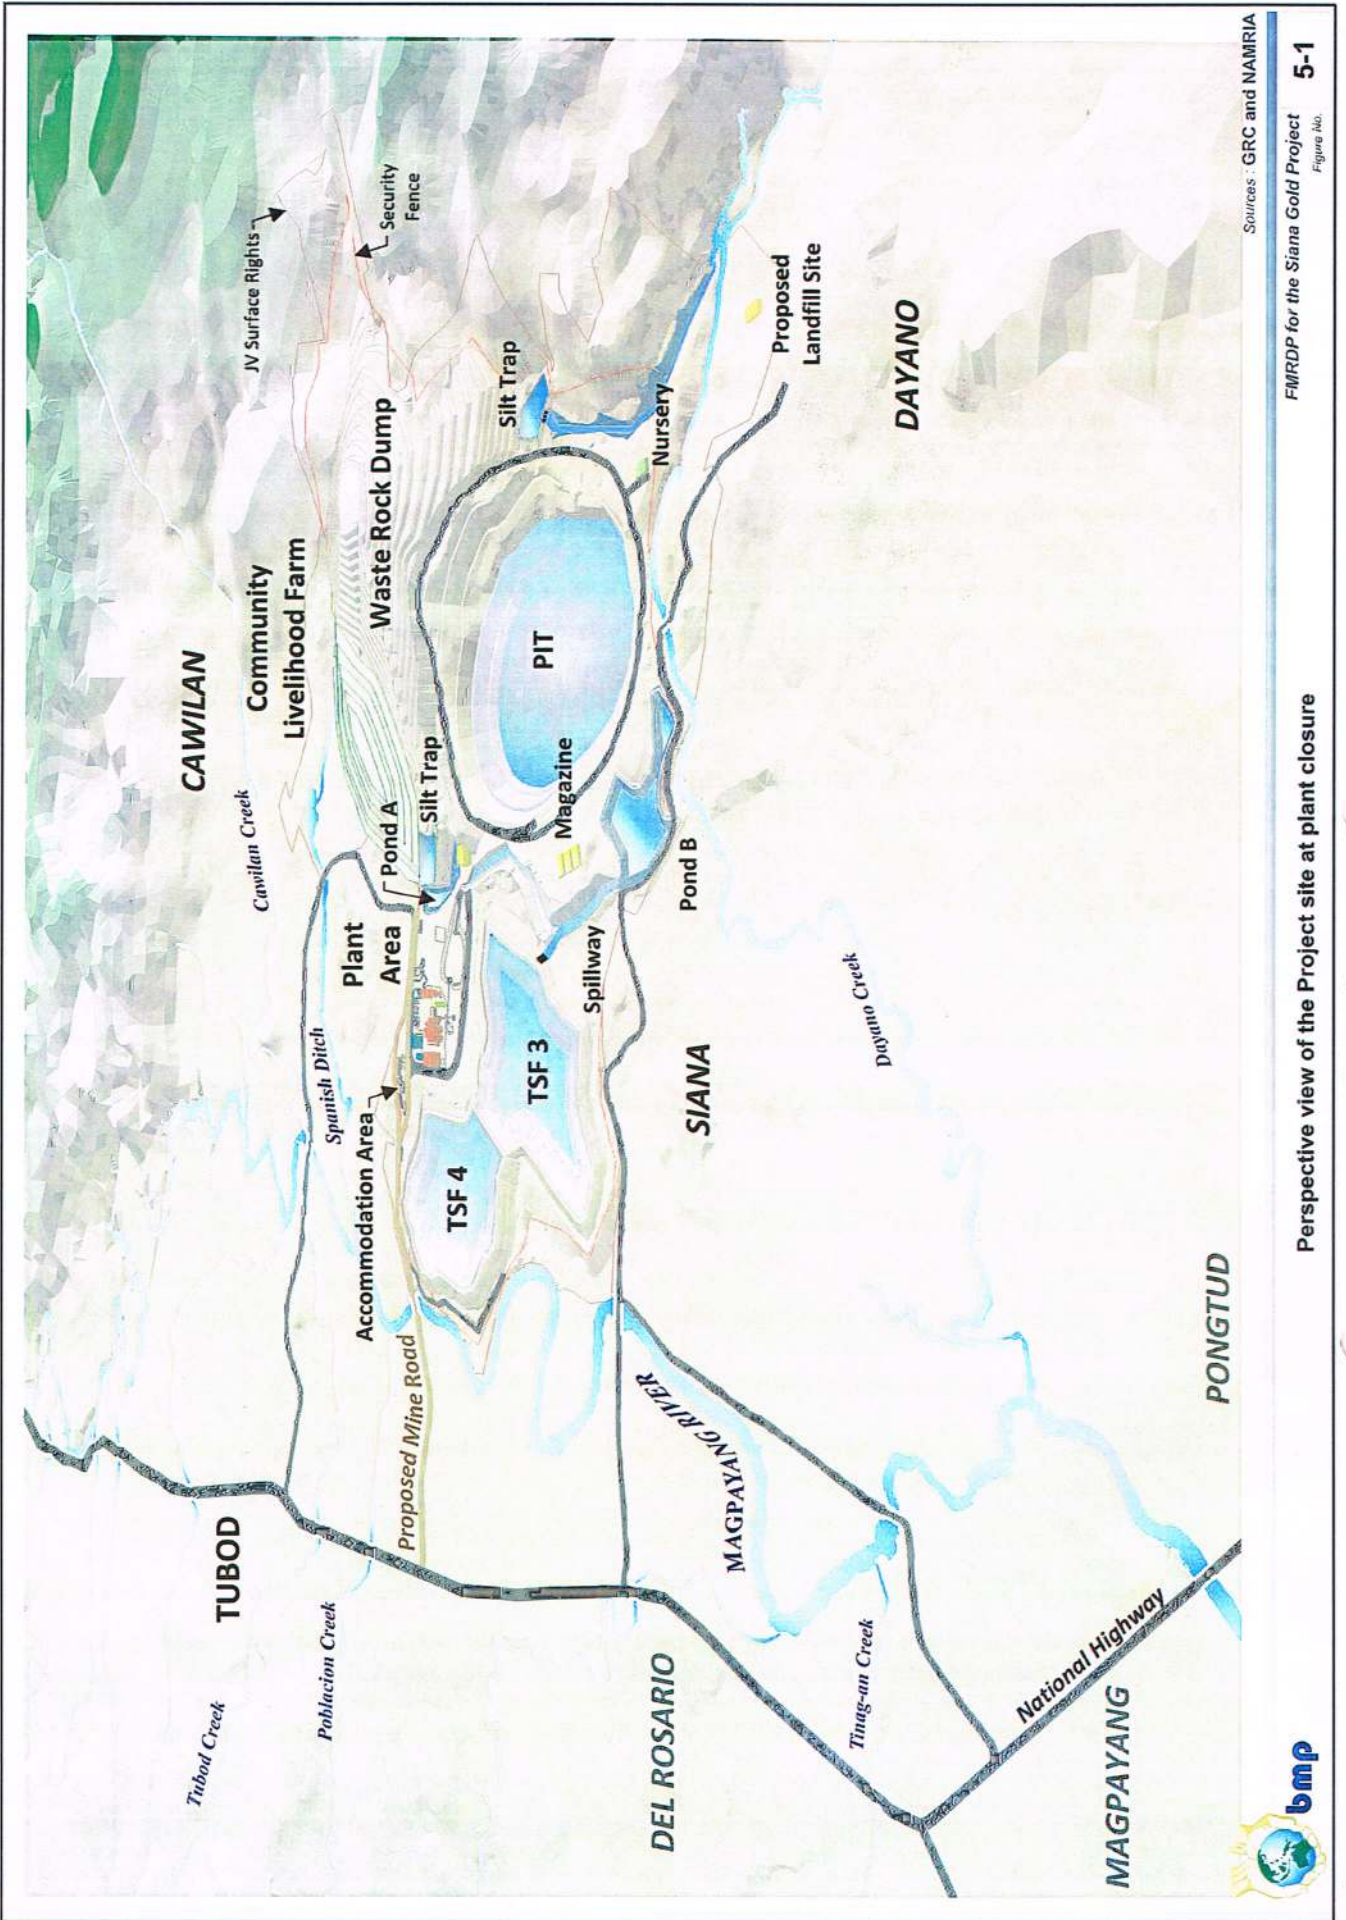 TUBOD
Tubod Creek
Poblacion Creek
CAWILAN
Cawilan Creek
Spanish Ditch
Community
Livelihood Farm
JV Surface Rights
Security
Fence
Accommodation Area
Plant
Area
Pond A
Silt Trap
Waste Rock Dump
Silt Trap
Proposed Mine Road
TSF 4
TSF 3
Spillway
Magazine
PIT
Nursery
Pond B
Proposed
Landfill Site
DEL ROSARIO
MAGPAYANG RIVER
SIANA
DAYANO
Dayano Creek
Tinag-an Creek
National Highway
MAGPAYANG
PONGTUD
Sources : GRC and NAMRIA
bmp
Perspective view of the Project site at plant closure
FMRDP for the Siana Gold Project
Figure No.
5-1